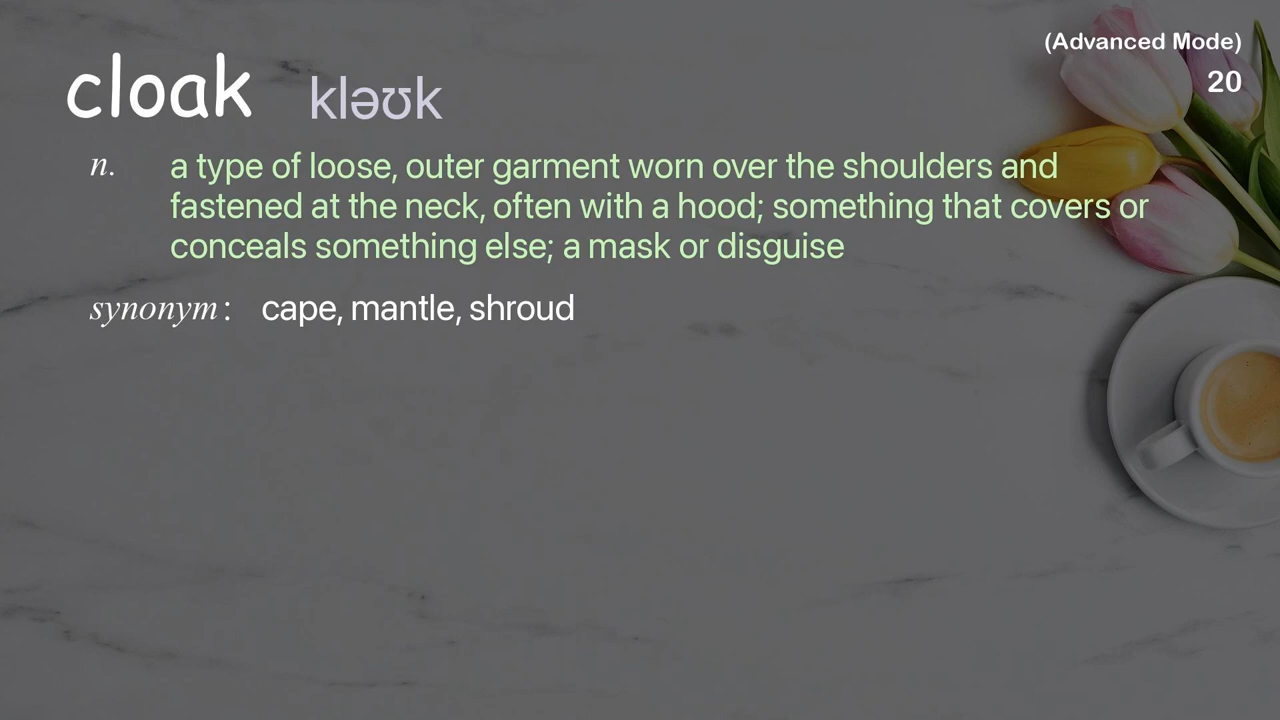 (Advanced Mode)
20
cloak kləʊk
n. a type of loose, outer garment worn over the shoulders and
fastened at the neck, often with a hood; something that covers or
conceals something else; a mask or disguise
synonym: cape, mantle, shroud